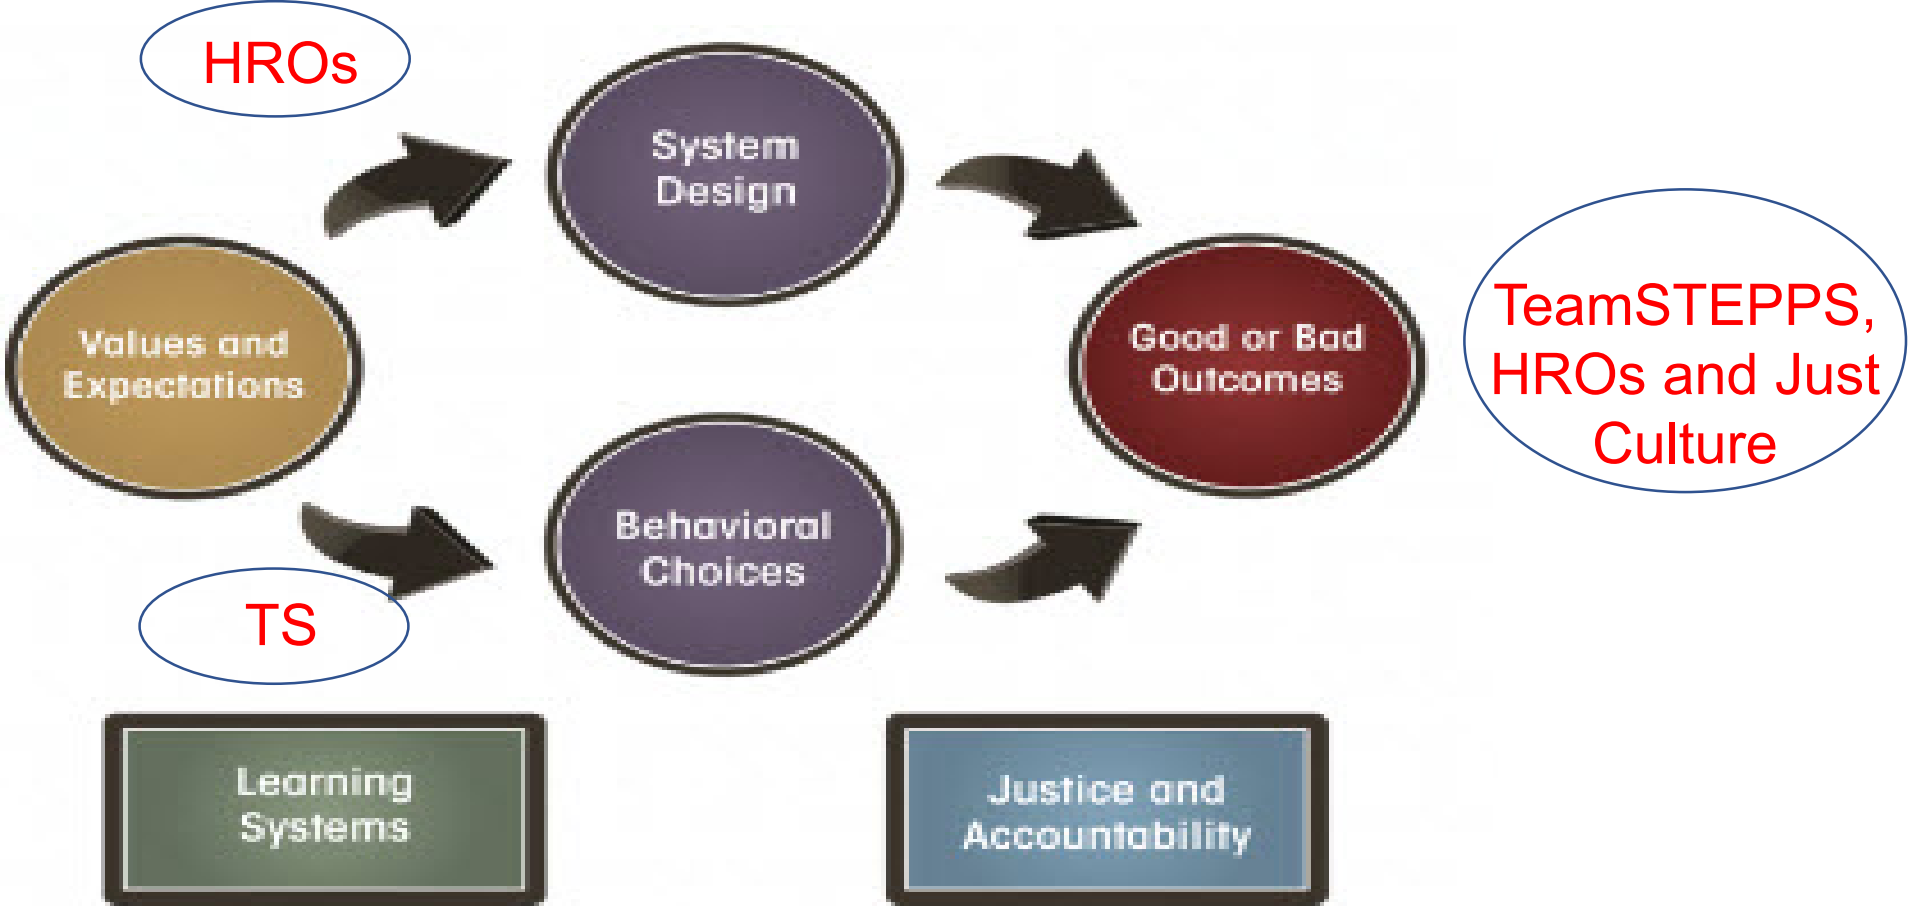 HROs
System
Design
Values and
Expectations
Good or Bad
Outcomes
TeamSTEPPS,
HROs and Just
Culture
Behavioral
Choices
TS
Learning
Systems
Justice and
Accountability